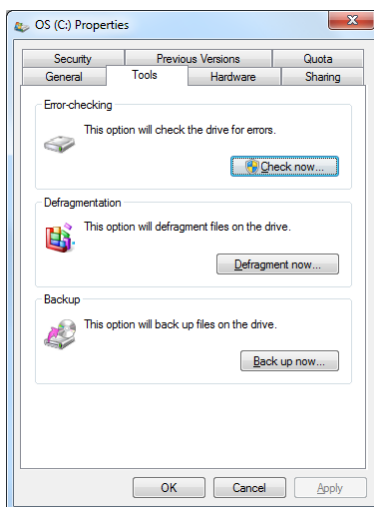 OS (C:) Properties
Security Previous Versions Quota
General Tools Hardware Sharing
Error-checking
This option will check the drive for errors.
Check now...
Defragmentation
This option will defragment files on the drive.
Defragment now...
Backup
This option will back up files on the drive.
Back up now...
OK Cancel Apply